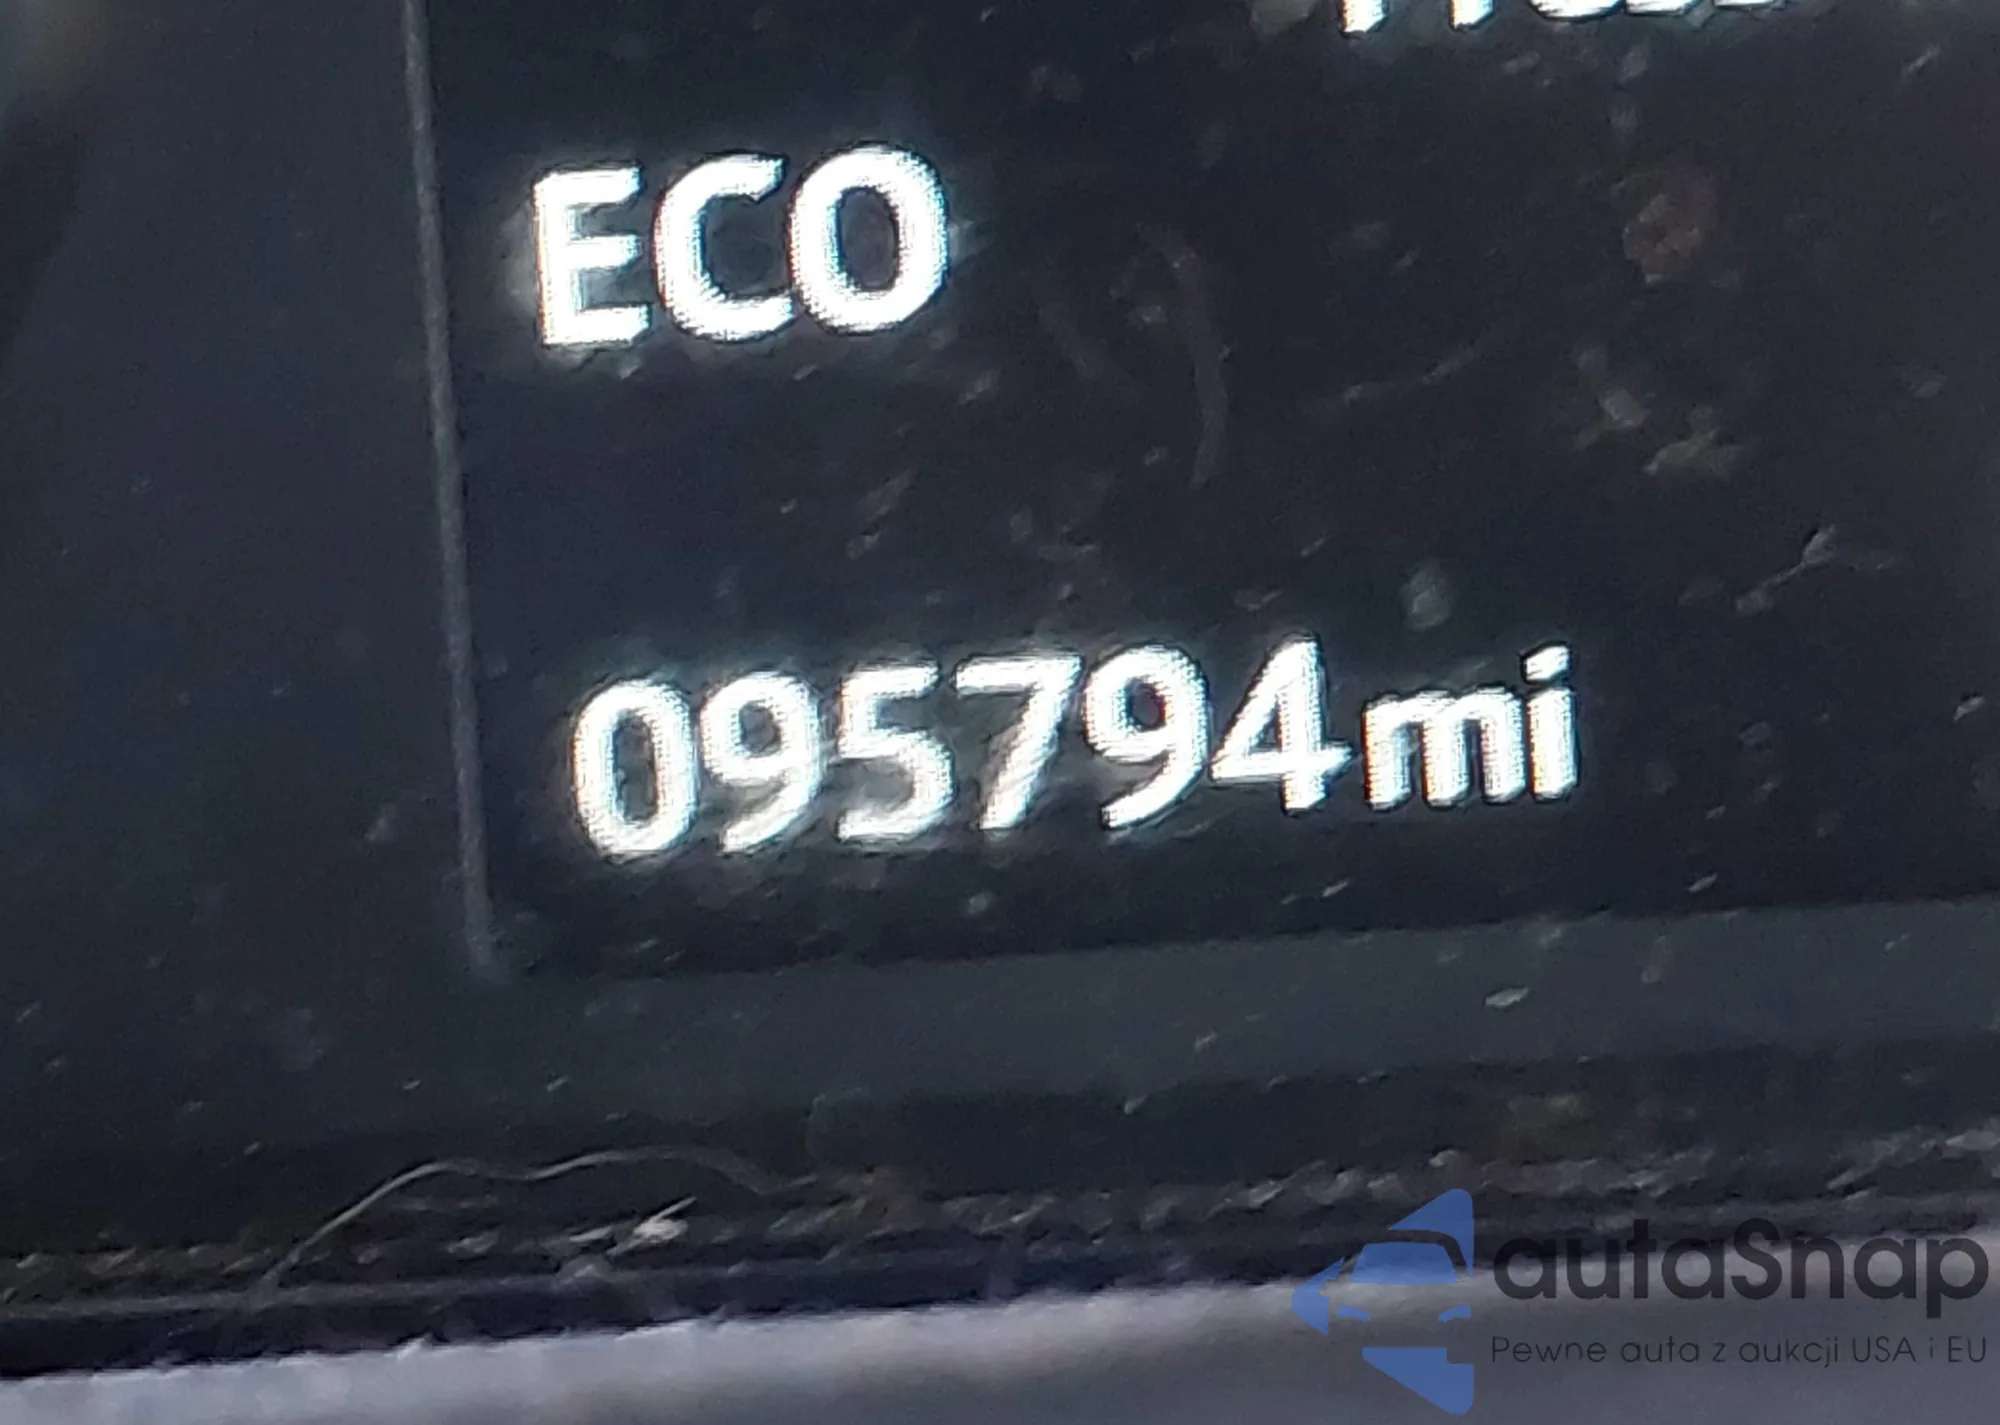 ECO
095794mi
autaSnap
Pewne auta z aukcji USA i EU